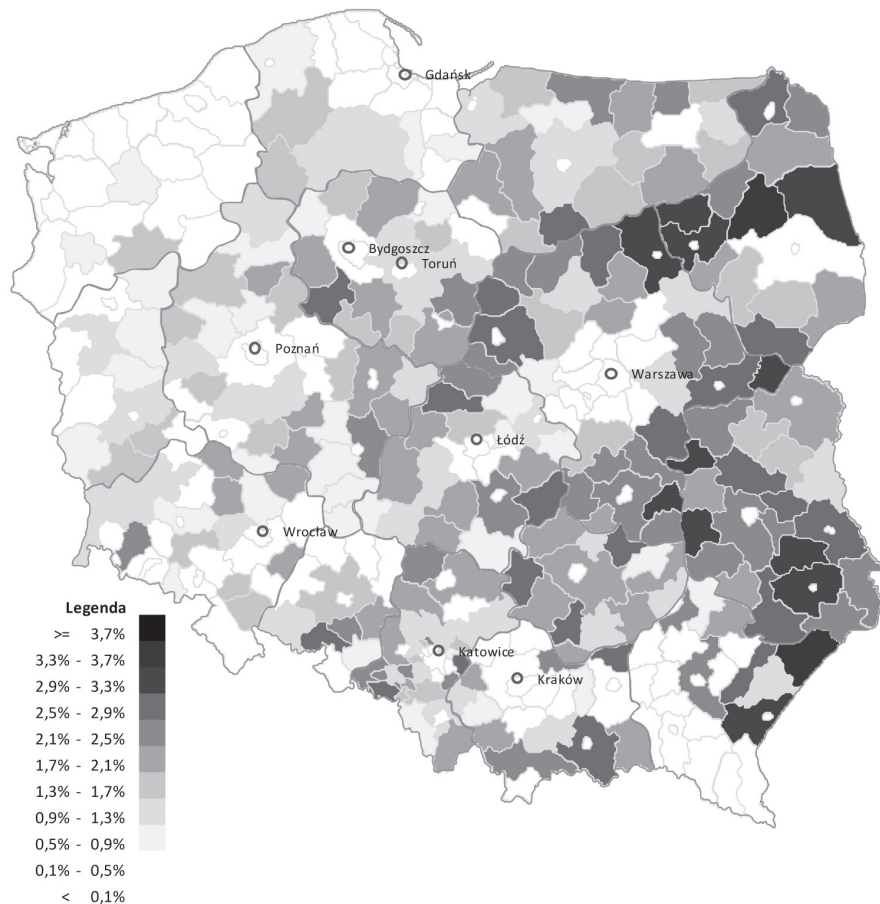 Gdańsk
Bydgoszcz
Toruń
Poznań
Warszawa
Łódź
Wrocław
Katowice
Kraków
Legenda
>= 3,7%
3,3% - 3,7%
2,9% - 3,3%
2,5% - 2,9%
2,1% - 2,5%
1,7% - 2,1%
1,3% - 1,7%
0,9% - 1,3%
0,5% - 0,9%
0,1% - 0,5%
< 0,1%